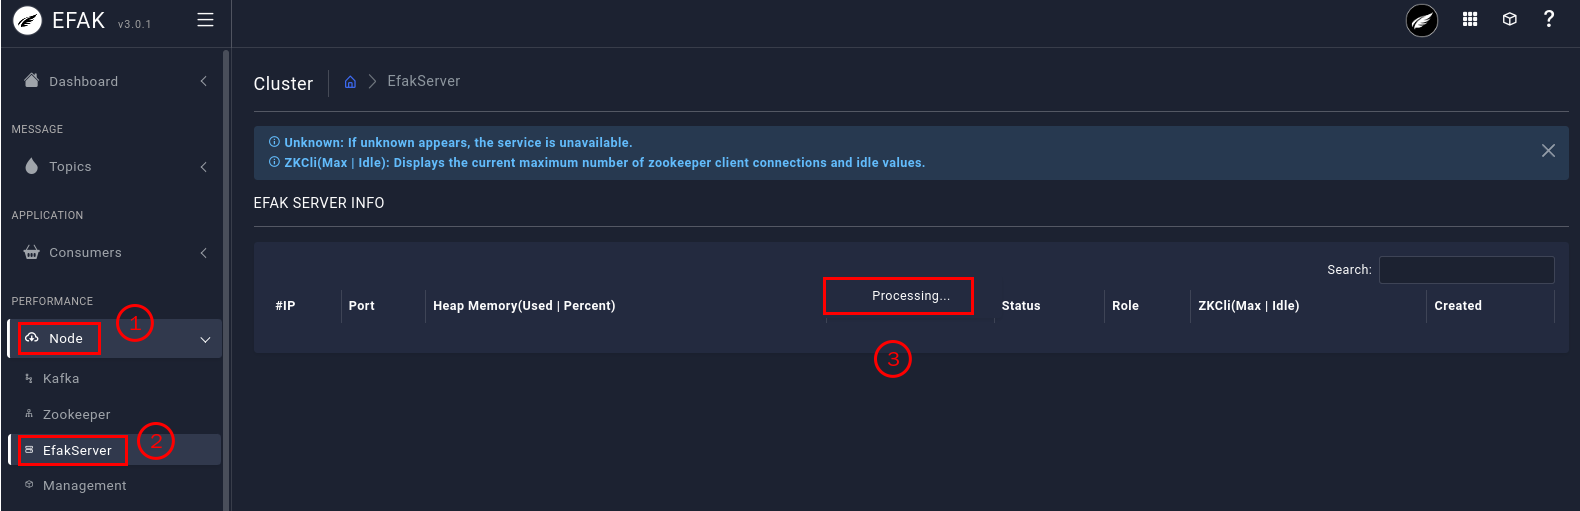 EFAK v3.0.1
Dashboard
MESSAGE
Topics
APPLICATION
Consumers
PERFORMANCE
1
Node
Kafka
Zookeeper
2
EfakServer
Management
?
Cluster
EfakServer
Unknown: If unknown appears, the service is unavailable.
ZKCli(Max | Idle): Displays the current maximum number of zookeeper client connections and idle values.
EFAK SERVER INFO
Search:
Processing...
#IP Port Heap Memory(Used | Percent) Status Role ZKCli(Max | Idle) Created
3